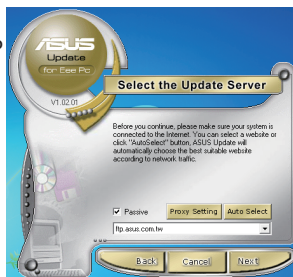 ASUS
Update
for Eee Pc
V1.02.01
Select the Update Server
Before you continue, please make sure your system is
connected to the Internet. You can select a website or
click "AutoSelect" button, ASUS Update will
automatically choose the best suitable website
according to network traffic.
Passive
Proxy Setting
Auto Select
ftp.asus.com.tw
Back
Cancel
Next